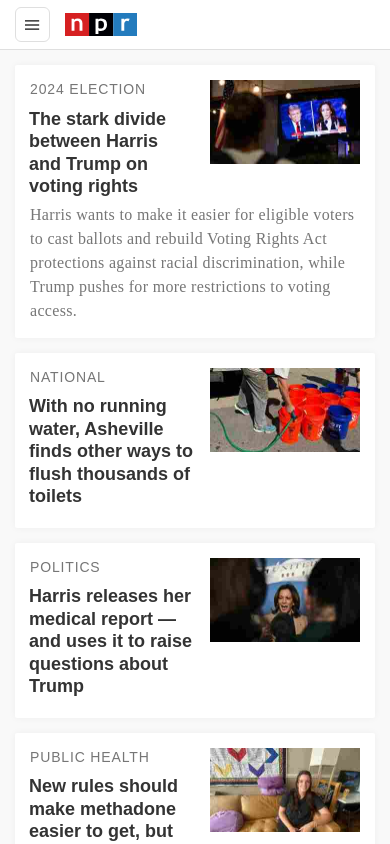 npr
2024 ELECTION
The stark divide
between Harris
and Trump on
voting rights
Harris wants to make it easier for eligible voters
to cast ballots and rebuild Voting Rights Act
protections against racial discrimination, while
Trump pushes for more restrictions to voting
access.
NATIONAL
With no running
water, Asheville
finds other ways to
flush thousands of
toilets
POLITICS
Harris releases her
medical report —
and uses it to raise
questions about
Trump
PUBLIC HEALTH
New rules should
make methadone
easier to get, but